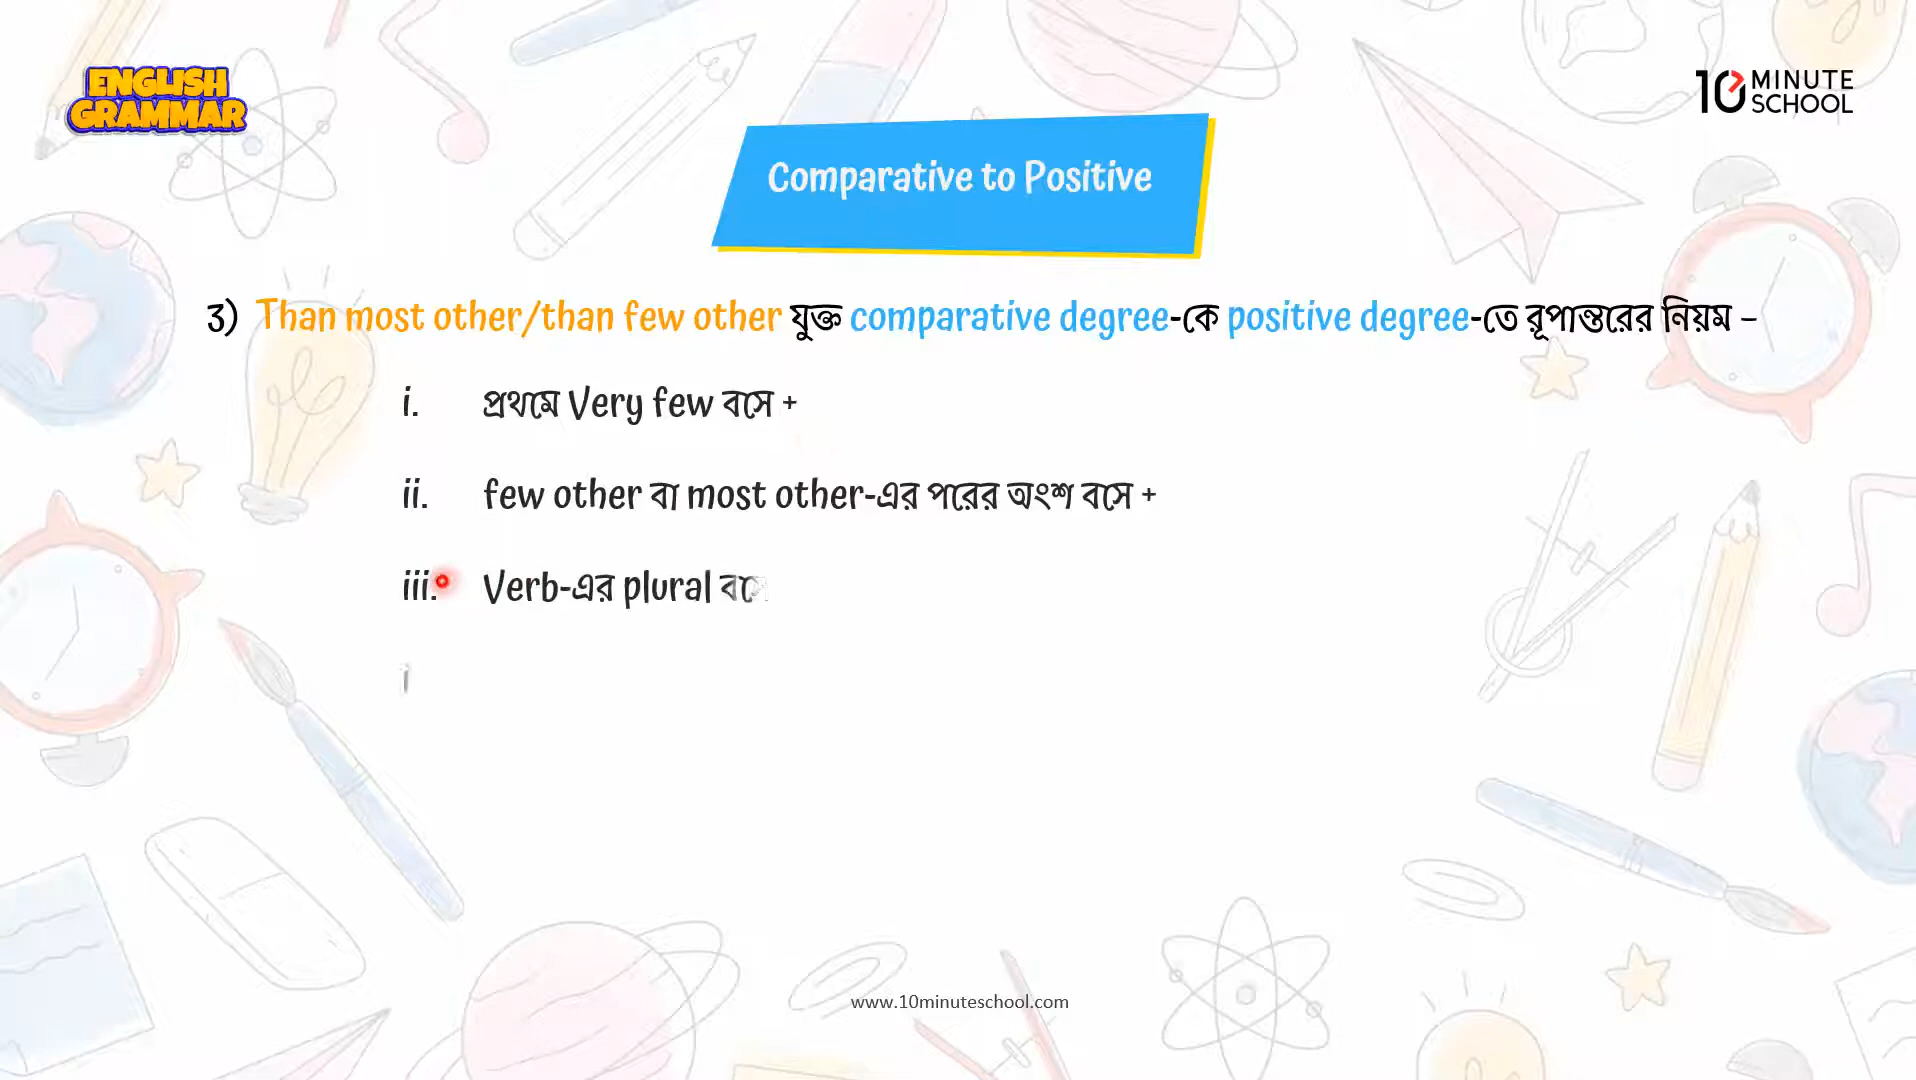 ENGLISH
GRAMMAR
10 MINUTE
SCHOOL
Comparative to Positive
3) Than most other/than few other যুক্ত comparative degree-কে positive degree-তে রূপান্তরের নিয়ম –
i. প্রথমে Very few বসে +
ii. few other বা most other-এর পরের অংশ বসে +
iii. Verb-এর plural বসে
i
www.10minuteschool.com